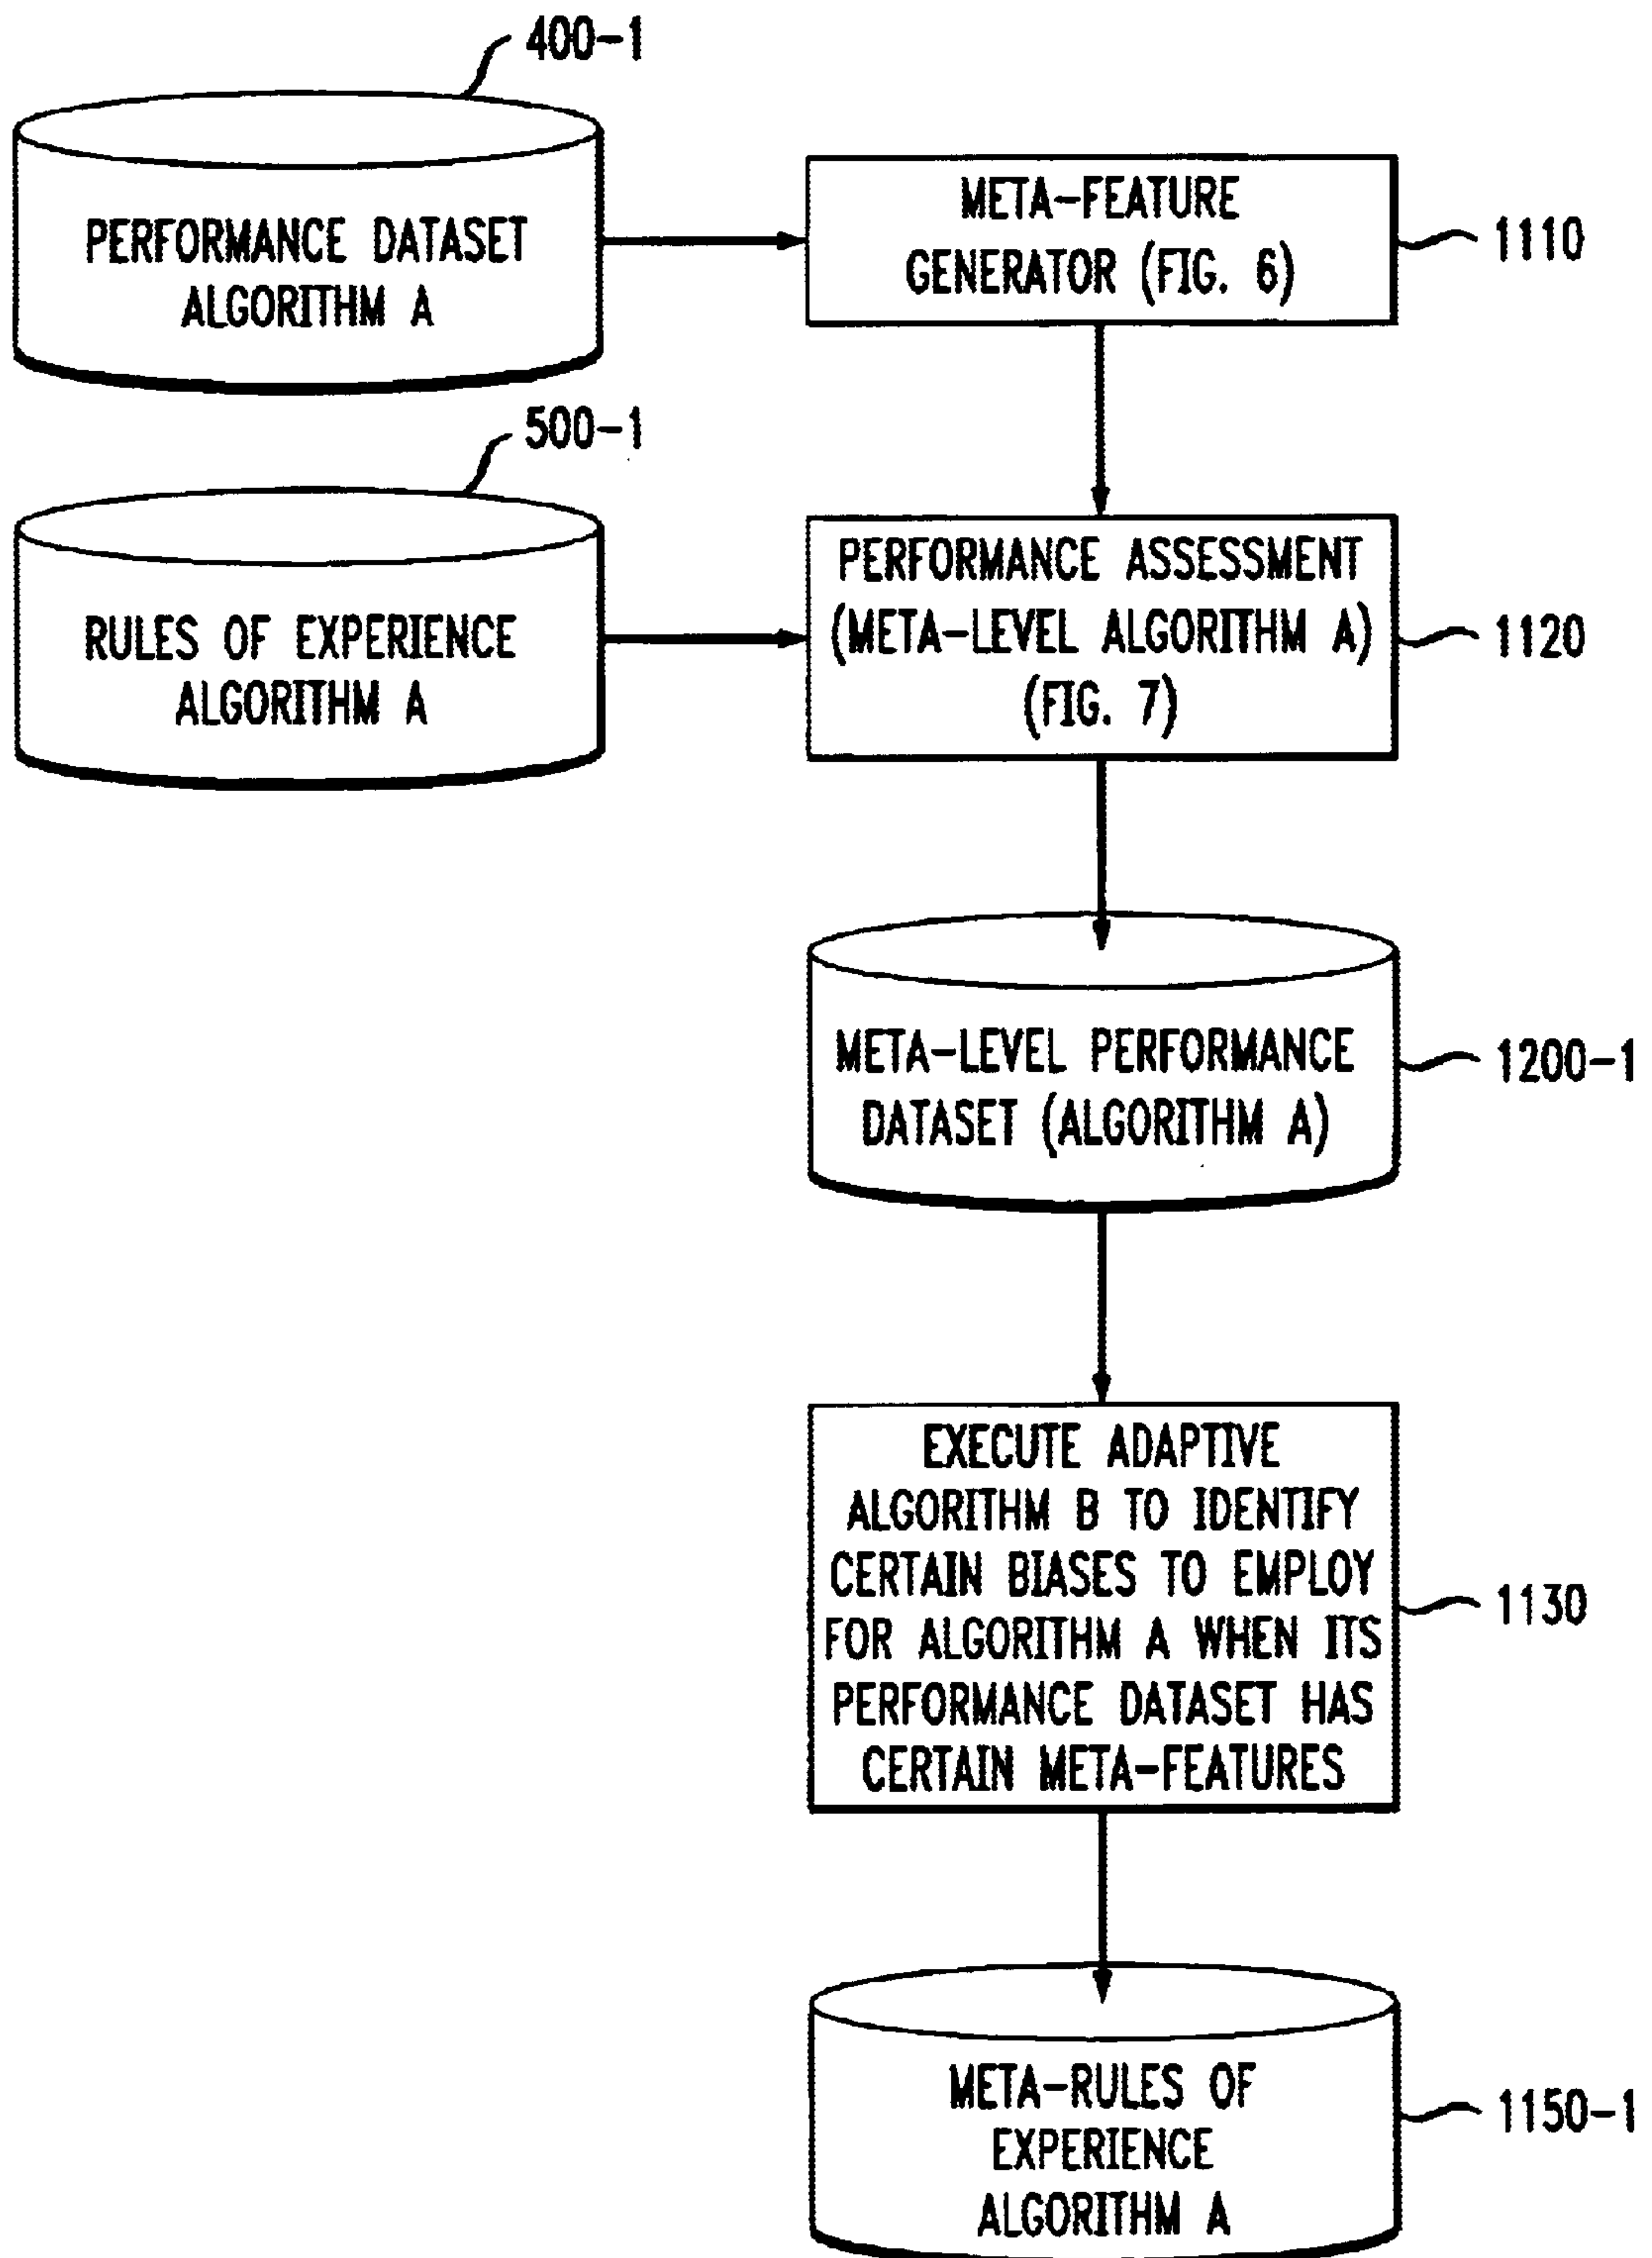 400-1
PERFORMANCE DATASET
ALGORITHM A
META-FEATURE
GENERATOR (FIG. 6)
1110
500-1
RULES OF EXPERIENCE
ALGORITHM A
PERFORMANCE ASSESSMENT
(META-LEVEL ALGORITHM A)
(FIG. 7)
1120
META-LEVEL PERFORMANCE
DATASET (ALGORITHM A)
1200-1
EXECUTE ADAPTIVE
ALGORITHM B TO IDENTIFY
CERTAIN BIASES TO EMPLOY
FOR ALGORITHM A WHEN ITS
PERFORMANCE DATASET HAS
CERTAIN META-FEATURES
1130
META-RULES OF
EXPERIENCE
ALGORITHM A
1150-1